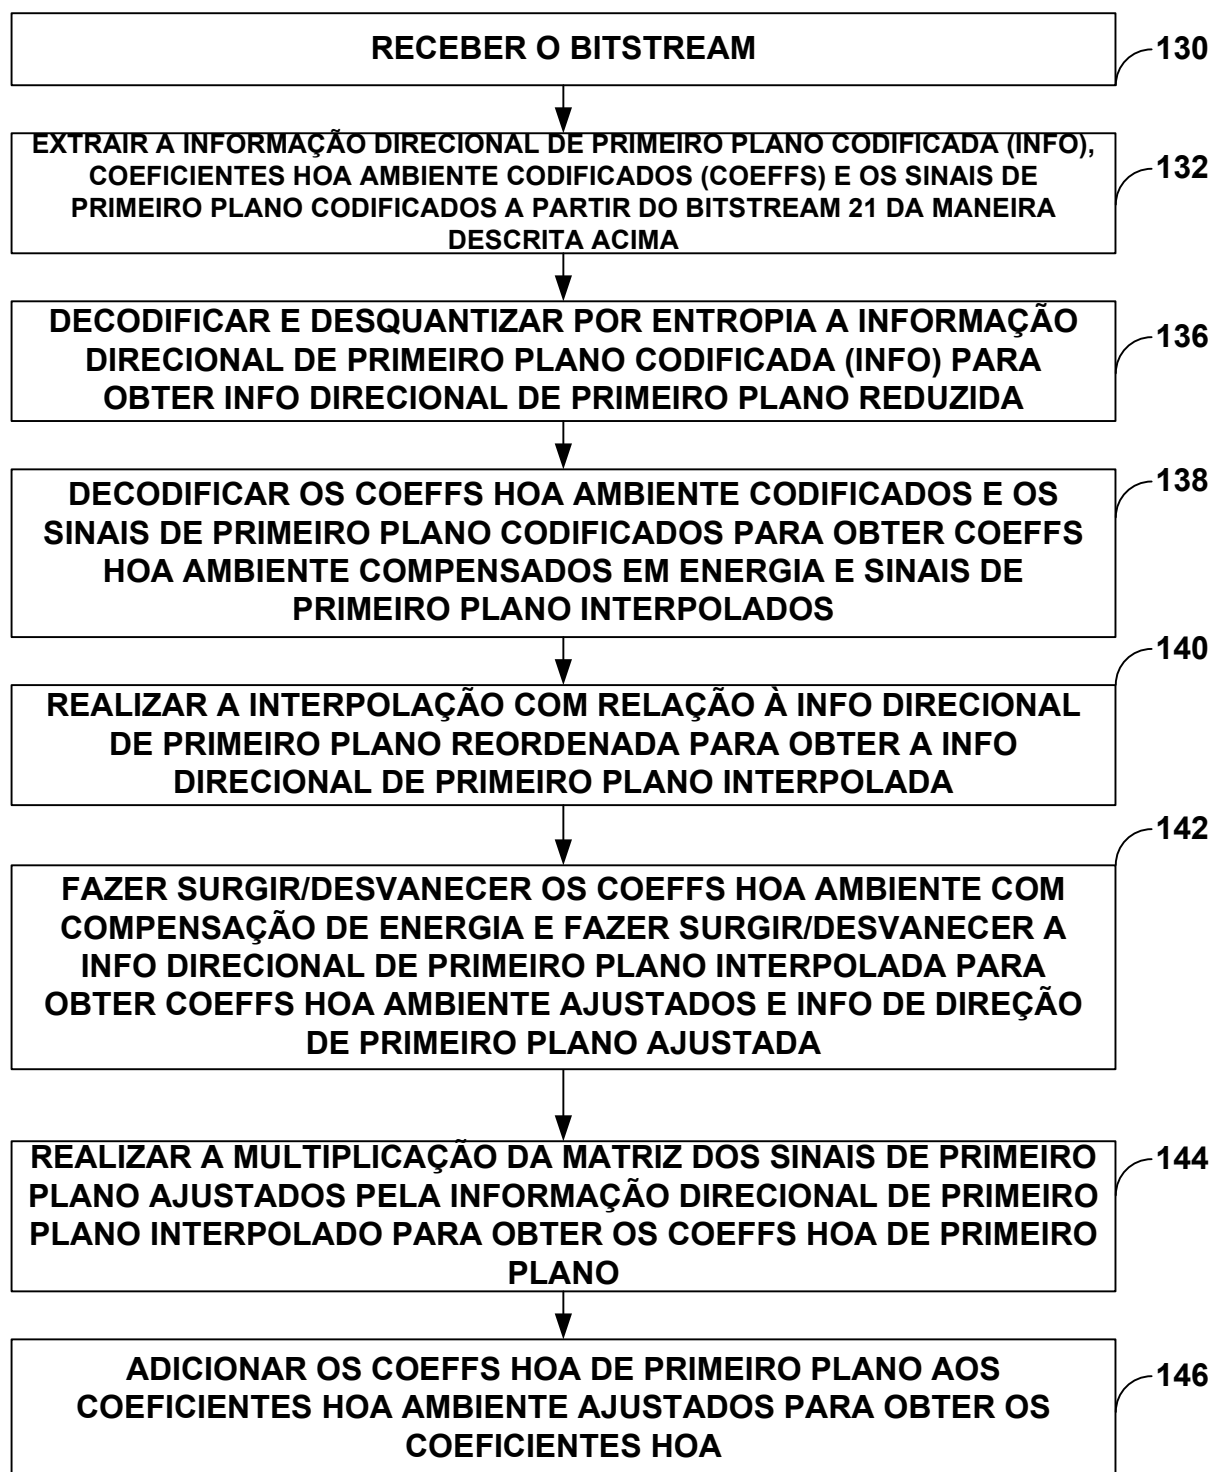 RECEBER O BITSTREAM
130
EXTRAIR A INFORMAÇÃO DIRECIONAL DE PRIMEIRO PLANO CODIFICADA (INFO),
COEFICIENTES HOA AMBIENTE CODIFICADOS (COEFFS) E OS SINAIS DE
PRIMEIRO PLANO CODIFICADOS A PARTIR DO BITSTREAM 21 DA MANEIRA
DESCRITA ACIMA
132
DECODIFICAR E DESQUANTIZAR POR ENTROPIA A INFORMAÇÃO
DIRECIONAL DE PRIMEIRO PLANO CODIFICADA (INFO) PARA
OBTER INFO DIRECIONAL DE PRIMEIRO PLANO REDUZIDA
136
DECODIFICAR OS COEFFS HOA AMBIENTE CODIFICADOS E OS
SINAIS DE PRIMEIRO PLANO CODIFICADOS PARA OBTER COEFFS
HOA AMBIENTE COMPENSADOS EM ENERGIA E SINAIS DE
PRIMEIRO PLANO INTERPOLADOS
138
REALIZAR A INTERPOLAÇÃO COM RELAÇÃO À INFO DIRECIONAL
DE PRIMEIRO PLANO REORDENADA PARA OBTER A INFO
DIRECIONAL DE PRIMEIRO PLANO INTERPOLADA
140
FAZER SURGIR/DESVANECER OS COEFFS HOA AMBIENTE COM
COMPENSAÇÃO DE ENERGIA E FAZER SURGIR/DESVANECER A
INFO DIRECIONAL DE PRIMEIRO PLANO INTERPOLADA PARA
OBTER COEFFS HOA AMBIENTE AJUSTADOS E INFO DE DIREÇÃO
DE PRIMEIRO PLANO AJUSTADA
142
REALIZAR A MULTIPLICAÇÃO DA MATRIZ DOS SINAIS DE PRIMEIRO
PLANO AJUSTADOS PELA INFORMAÇÃO DIRECIONAL DE PRIMEIRO
PLANO INTERPOLADO PARA OBTER OS COEFFS HOA DE PRIMEIRO
PLANO
144
ADICIONAR OS COEFFS HOA DE PRIMEIRO PLANO AOS
COEFICIENTES HOA AMBIENTE AJUSTADOS PARA OBTER OS
COEFICIENTES HOA
146